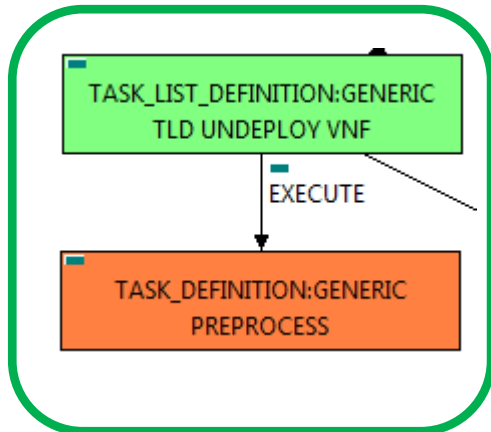 TASK_LIST_DEFINITION:GENERIC
TLD UNDEPLOY VNF
EXECUTE
TASK_DEFINITION:GENERIC
PREPROCESS